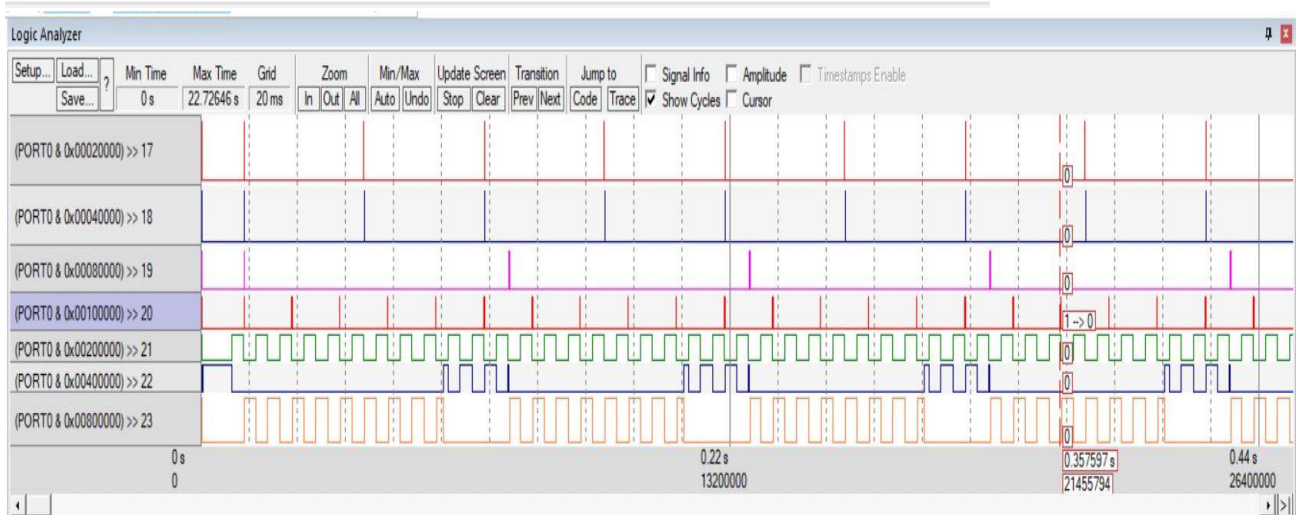 Logic Analyzer
Setup... Load... ? Min Time Max Time Grid Zoom Min/Max Update Screen Transition Jump to Signal Info Amplitude Timestamps Enable
Save... 0 s 22.72646 s 20 ms In Out All Auto Undo Stop Clear Prev Next Code Trace Show Cycles Cursor
(PORT0 & 0x00020000) >> 17
0
(PORT0 & 0x00040000) >> 18
0
(PORT0 & 0x00080000) >> 19
0
(PORT0 & 0x00100000) >> 20
1 --> 0
(PORT0 & 0x00200000) >> 21
0
(PORT0 & 0x00400000) >> 22
0
(PORT0 & 0x00800000) >> 23
0
0 s 0.22 s 0.357597 s 0.44 s
0 13200000 21455794 26400000